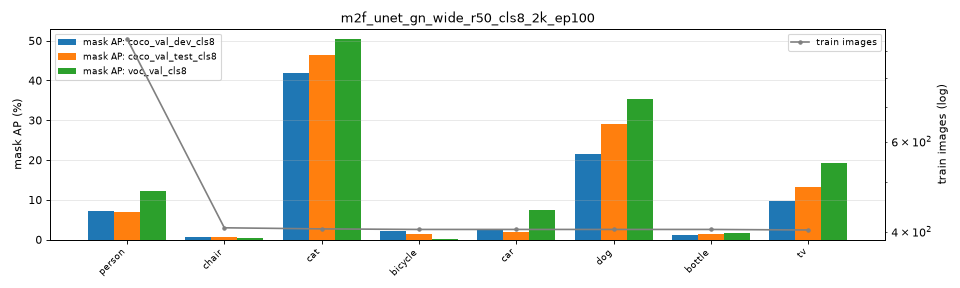 m2f_unet_gn_wide_r50_cls8_2k_ep100
mask AP: coco_val_dev_cls8
mask AP: coco_val_test_cls8
mask AP: voc_val_cls8
train images
mask AP (%)
50
40
30
20
10
0
6 × 10²
4 × 10²
train images (log)
person
chair
cat
bicycle
car
dog
bottle
tv